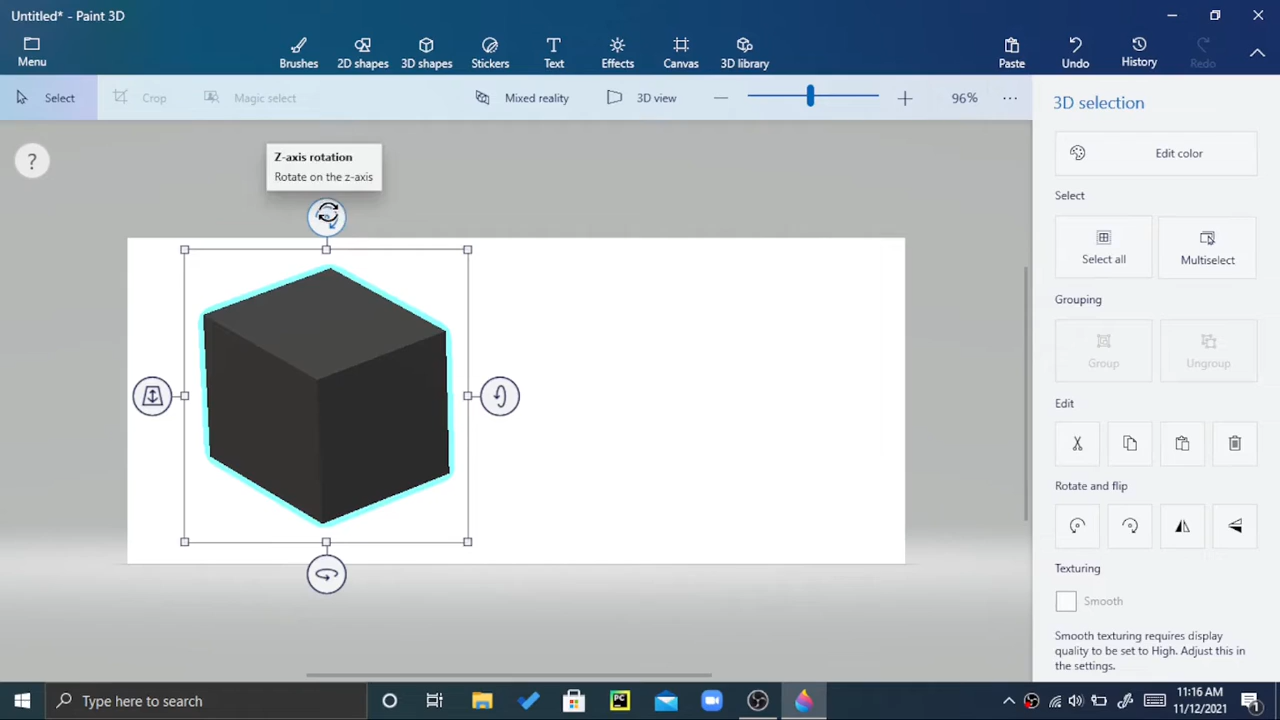 Untitled* - Paint 3D
Menu
Brushes
2D shapes
3D shapes
Stickers
Text
Effects
Canvas
3D library
Paste
Undo
History
Redo
Select
Crop
Magic select
Mixed reality
3D view
96%
3D selection
Edit color
Select
Select all
Multiselect
Grouping
Group
Ungroup
Edit
Rotate and flip
Texturing
Smooth
Smooth texturing requires display
quality to be set to High. Adjust this in
the settings.
?
Z-axis rotation
Rotate on the z-axis
Type here to search
PC
11:16 AM
11/12/2021
1